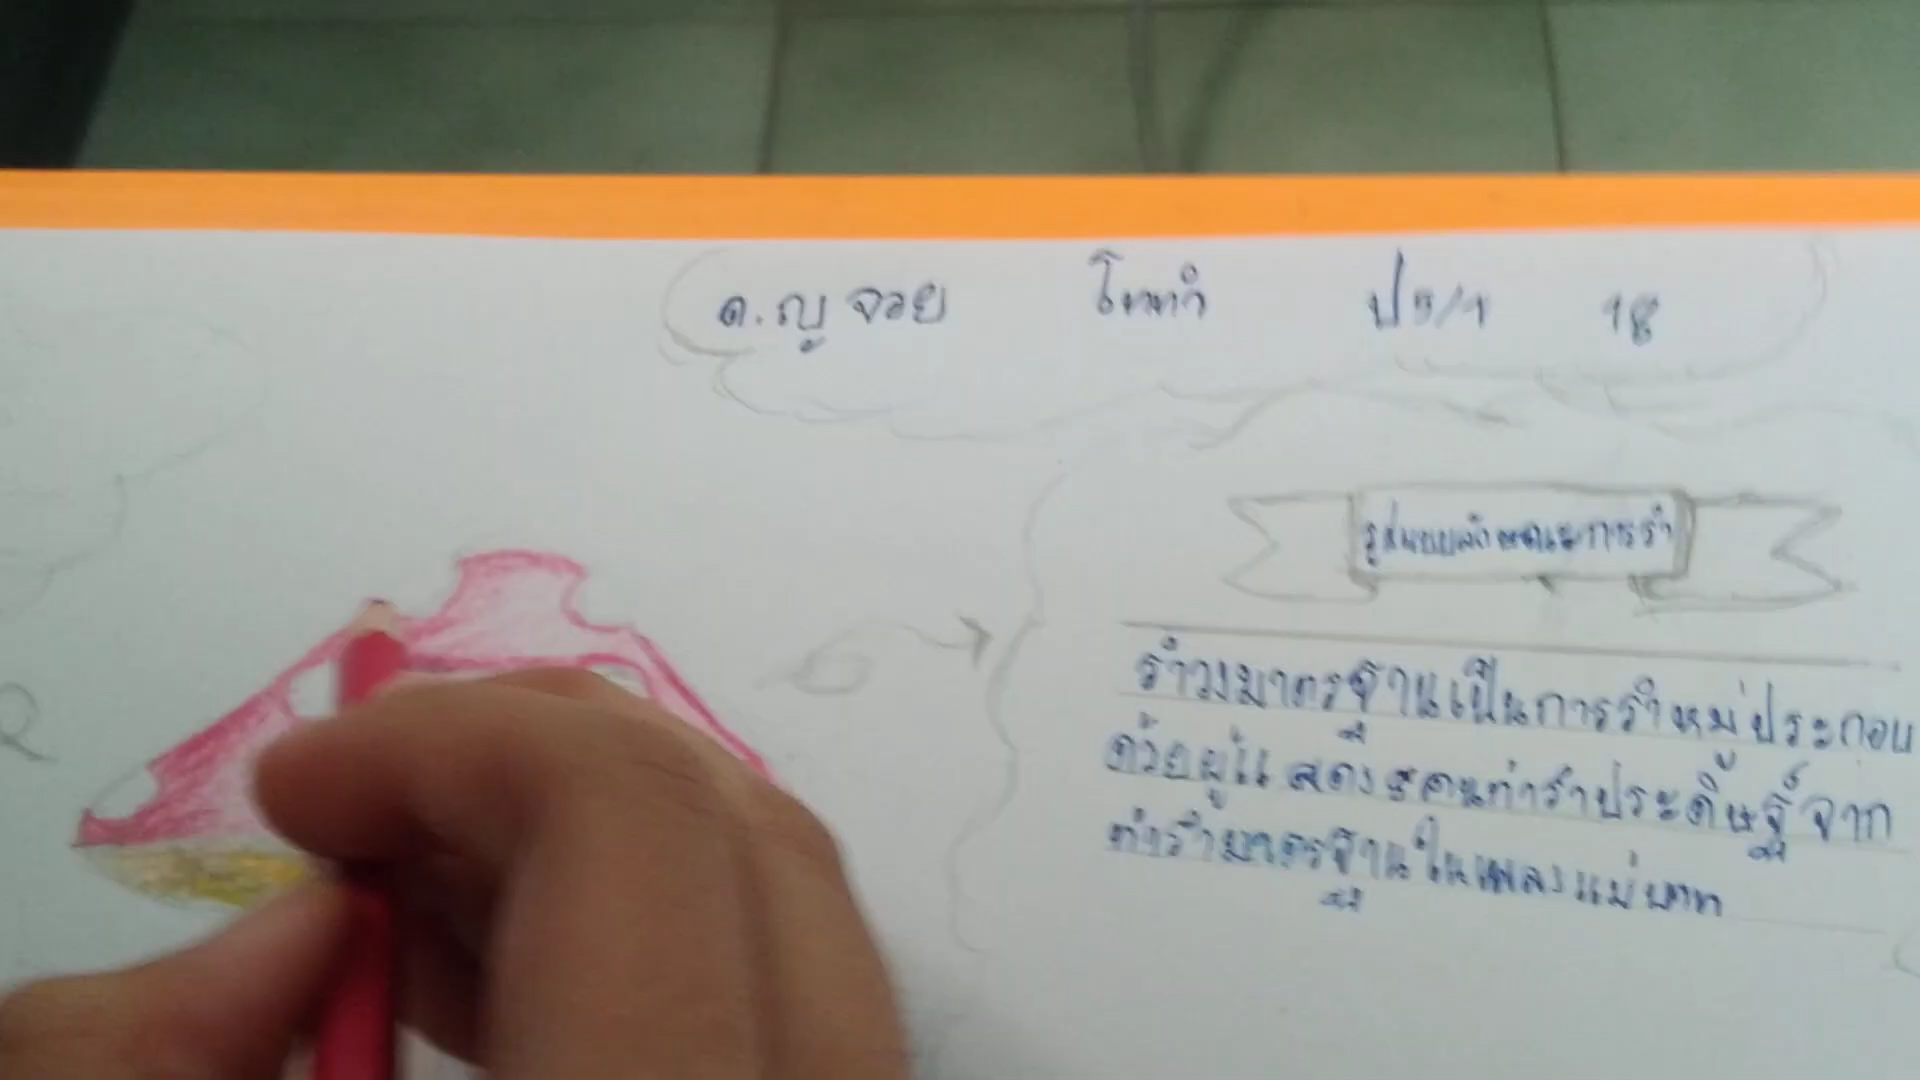 ด.ญ จอย โททำ ป5/1 18
รูปแบบลักษณะการรำ
รำวงมาตรฐานเป็นการรำหมู่ประกอบ
ด้วยผู้แสดง 8 คนท่ารำประดิษฐ์จาก
ท่ารำมาตรฐานในเพลงแม่บท